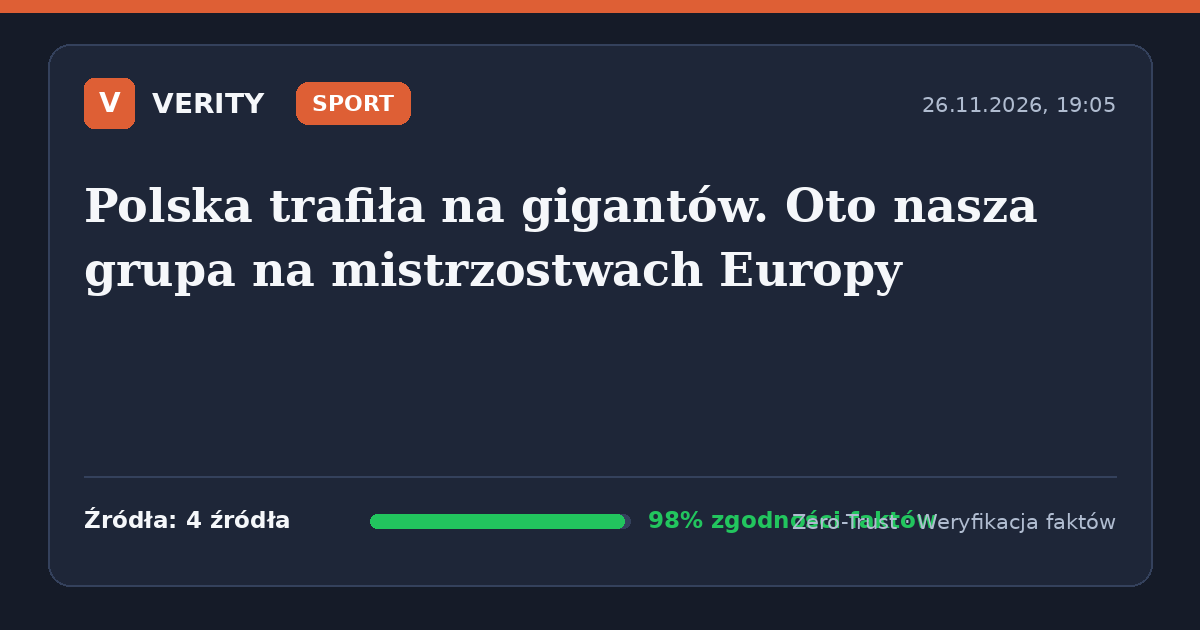 V VERITY SPORT 26.11.2026, 19:05
Polska trafiła na gigantów. Oto nasza
grupa na mistrzostwach Europy
Źródła: 4 źródła 98% zgodności faktów Zero-Trust · Weryfikacja faktów